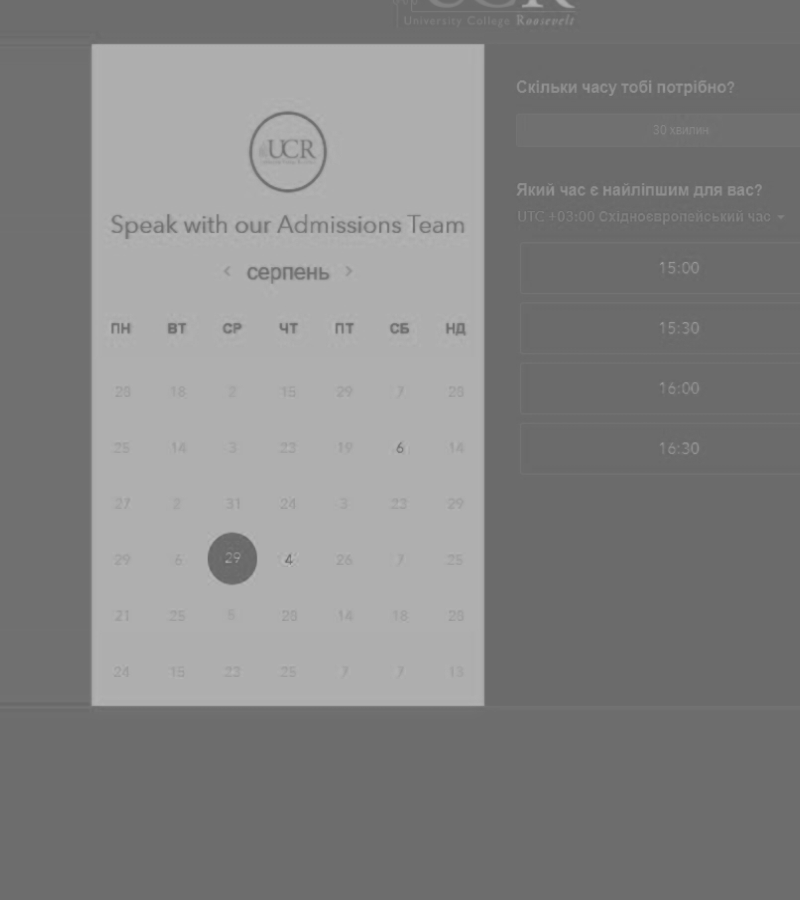 UCR
University College Roosevelt
UCR
Speak with our Admissions Team
‹ серпень ›
ПН ВТ СР ЧТ ПТ СБ НД
28 18 2 15 29 7 28
25 14 3 23 19 6 14
27 2 31 24 3 23 29
29 6 29 4 26 7 25
21 25 5 28 14 18 28
24 15 23 25 7 7 13
Скільки часу тобі потрібно?
30 хвилин
Який час є найліпшим для вас?
UTC +03:00 Східноєвропейський час
15:00
15:30
16:00
16:30